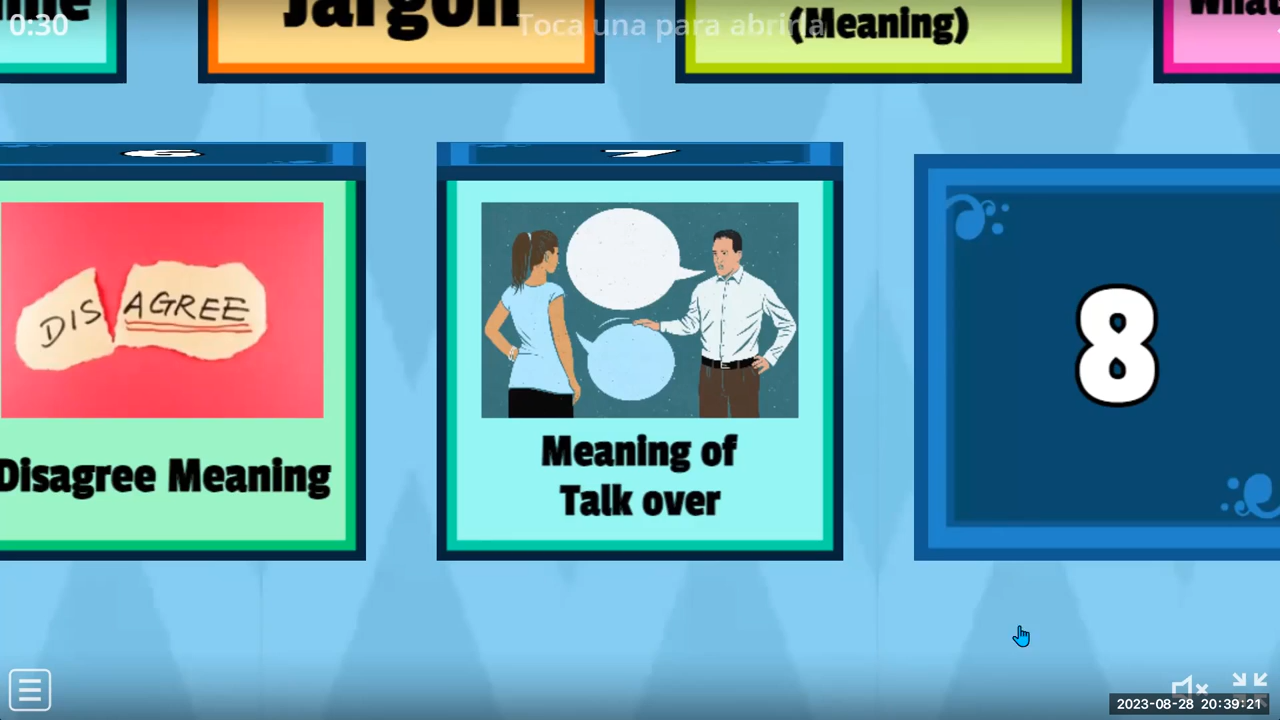 0:30
Toca una para abrirla
Jargon
(Meaning)
DIS AGREE
Disagree Meaning
Meaning of
Talk over
8
2023-08-28 20:39:21